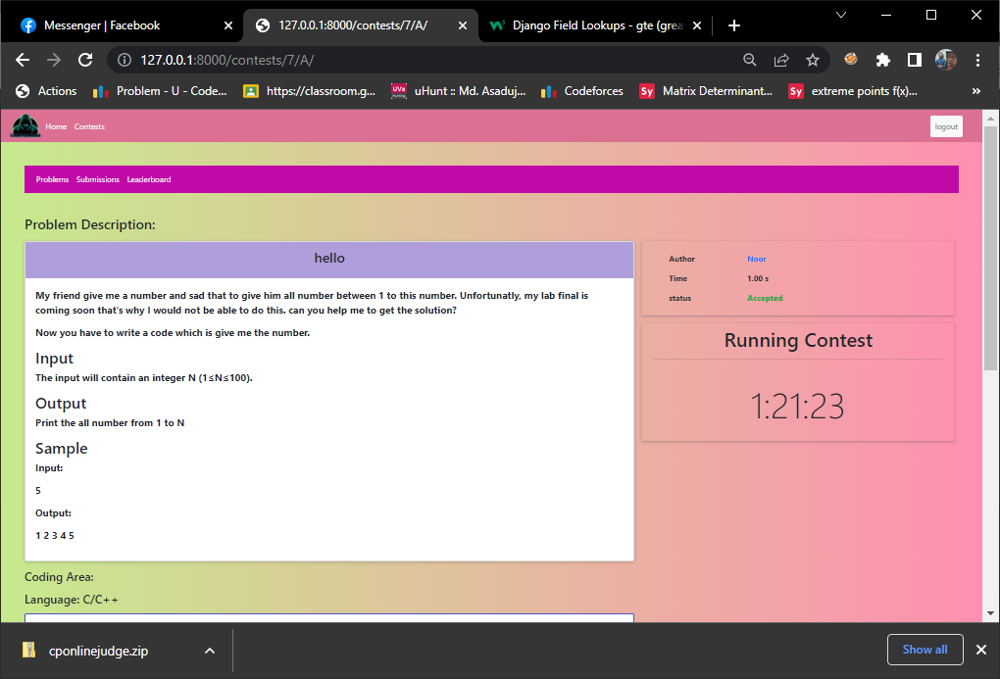 Messenger | Facebook
127.0.0.1:8000/contests/7/A/
Django Field Lookups - gte (grea
127.0.0.1:8000/contests/7/A/
Actions
Problem - U - Code...
https://classroom.g...
UVa
uHunt :: Md. Asaduj...
Codeforces
Sy
Matrix Determinant...
Sy
extreme points f(x)...
Home Contests
logout
Problems Submissions Leaderboard
Problem Description:
hello
My friend give me a number and sad that to give him all number between 1 to this number. Unfortunatly, my lab final is
coming soon that's why I would not be able to do this. can you help me to get the solution?
Now you have to write a code which is give me the number.
Input
The input will contain an integer N (1≤N≤100).
Output
Print the all number from 1 to N
Sample
Input:
5
Output:
1 2 3 4 5
Author Noor
Time 1.00 s
status Accepted
Running Contest
1:21:23
Coding Area:
Language: C/C++
cponlinejudge.zip
Show all